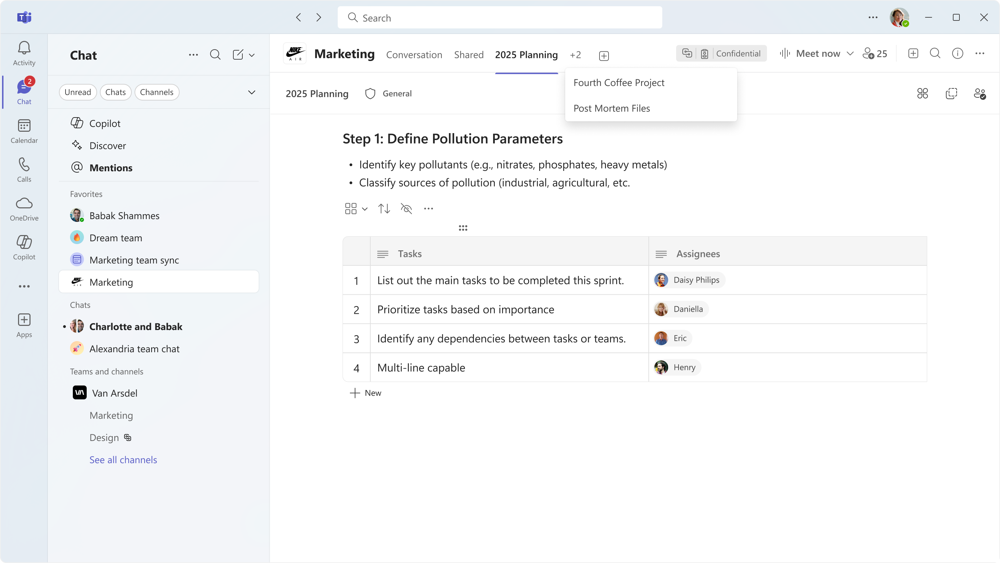 Search
Activity
2
Chat
Calendar
Calls
OneDrive
Copilot
Apps
Chat
Unread
Chats
Channels
Copilot
Discover
Mentions
Favorites
Babak Shammes
Dream team
Marketing team sync
NIKE
AIR
Marketing
Chats
Charlotte and Babak
Alexandria team chat
Teams and channels
VA
Van Arsdel
Marketing
Design
See all channels
NIKE
AIR
Marketing
Conversation
Shared
2025 Planning
+2
Confidential
Meet now
25
Fourth Coffee Project
Post Mortem Files
2025 Planning
General
Step 1: Define Pollution Parameters
• Identify key pollutants (e.g., nitrates, phosphates, heavy metals)
• Classify sources of pollution (industrial, agricultural, etc.
Tasks Assignees
1 List out the main tasks to be completed this sprint. Daisy Philips
2 Prioritize tasks based on importance Daniella
3 Identify any dependencies between tasks or teams. Eric
4 Multi-line capable Henry
New